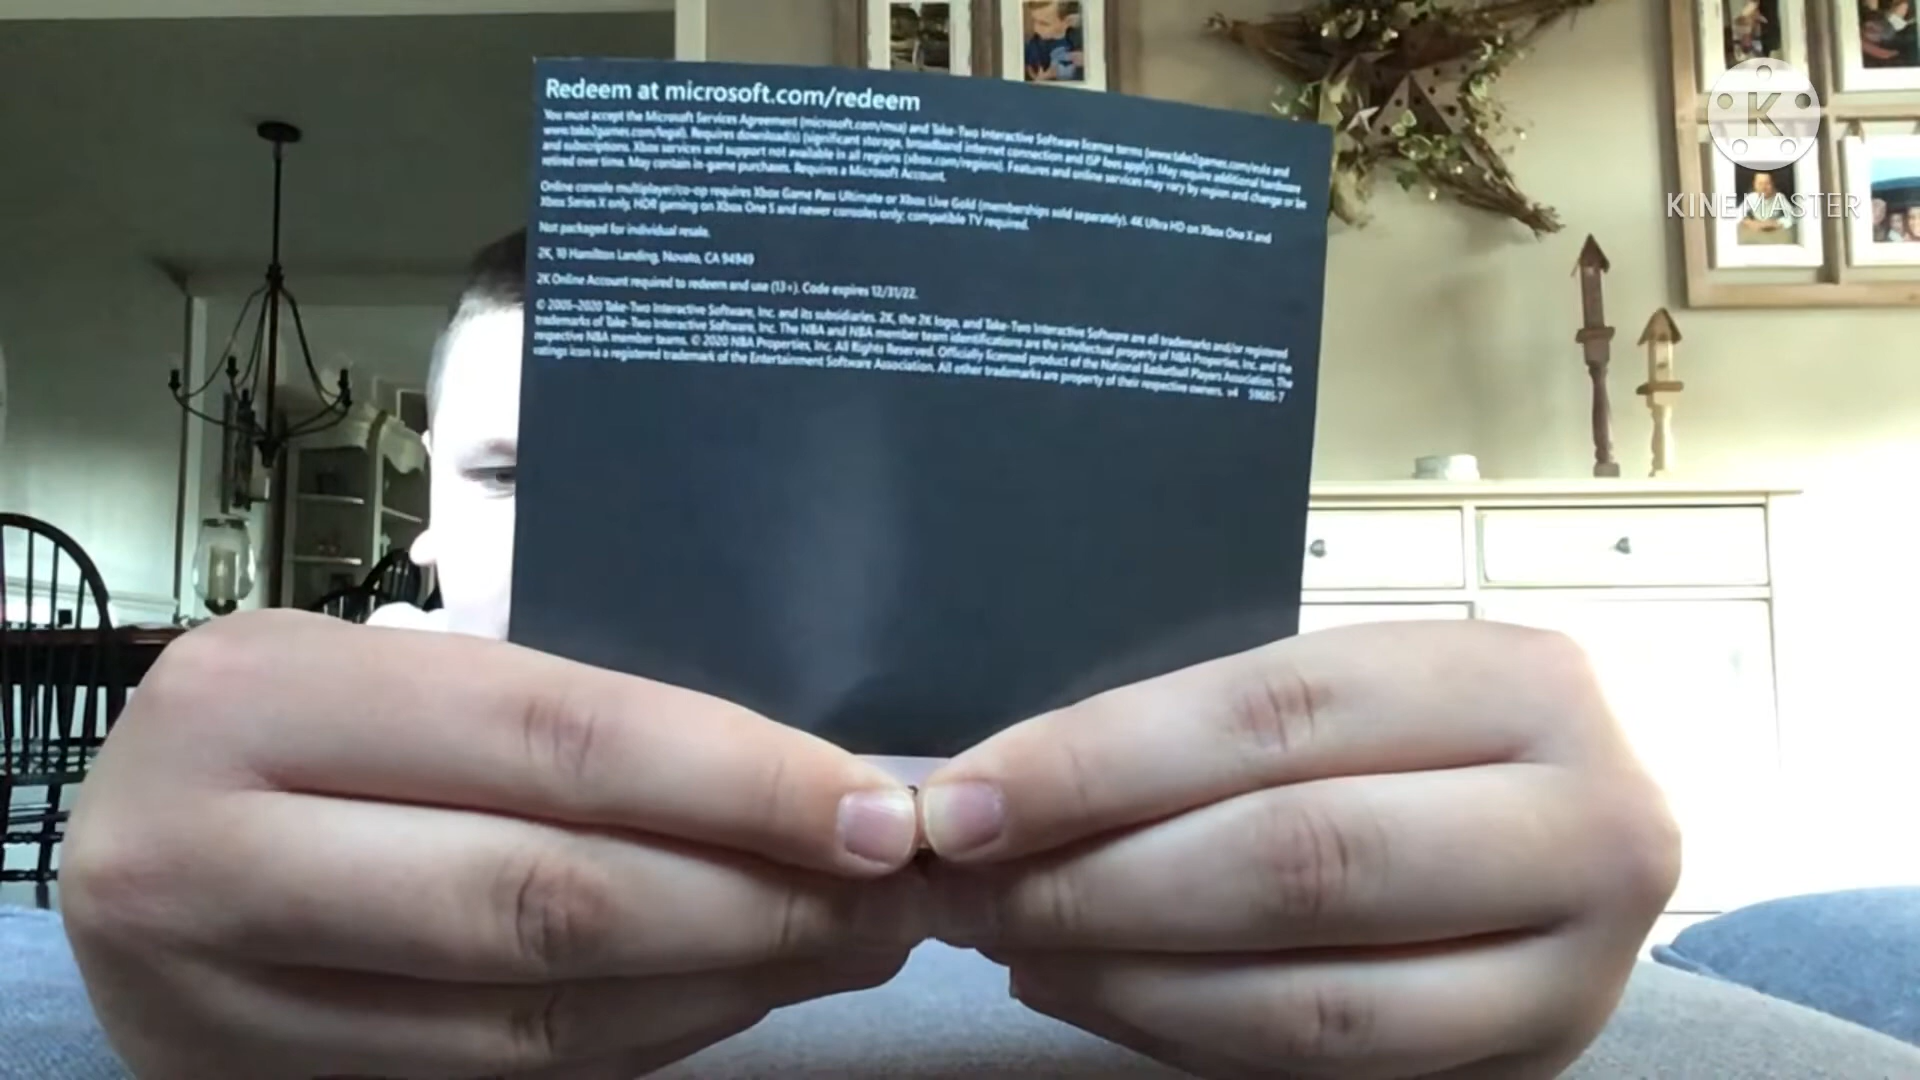 Redeem at microsoft.com/redeem
You must accept the Microsoft Services Agreement (microsoft.com/msa) and Take-Two Interactive Software license terms (www.take2games.com/eula and
www.take2games.com/legal). Requires download(s) (significant storage, broadband internet connection and ISP fees apply). May require additional hardware
and subscriptions. Xbox services and support not available in all regions (xbox.com/regions). Features and online services may vary by region and change or be
retired over time. May contain in-game purchases. Requires a Microsoft Account.
Online console multiplayer/co-op requires Xbox Game Pass Ultimate or Xbox Live Gold (memberships sold separately). 4K Ultra HD on Xbox One X and
Xbox Series X only, HDR gaming on Xbox One S and newer consoles only; compatible TV required.
Not packaged for individual resale.
2K, 10 Hamilton Landing, Novato, CA 94949
2K Online Account required to redeem and use (13+). Code expires 12/31/22.
© 2005–2020 Take-Two Interactive Software, Inc. and its subsidiaries. 2K, the 2K logo, and Take-Two Interactive Software are all trademarks and/or registered
trademarks of Take-Two Interactive Software, Inc. The NBA and NBA member team identifications are the intellectual property of NBA Properties, Inc. and the
respective NBA member teams. © 2020 NBA Properties, Inc. All Rights Reserved. Officially licensed product of the National Basketball Players Association. The
ratings icon is a registered trademark of the Entertainment Software Association. All other trademarks are property of their respective owners. v4 59685-7
K
KINEMASTER